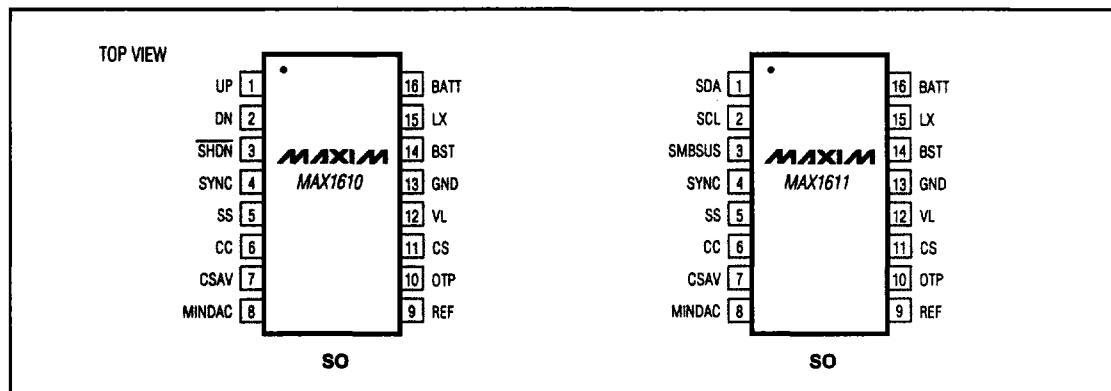 TOP VIEW
UP 1
DN 2
SHDN 3
SYNC 4
SS 5
CC 6
CSAV 7
MINDAC 8
MAXIM
MAX1610
16 BATT
15 LX
14 BST
13 GND
12 VL
11 CS
10 OTP
9 REF
SO
SDA 1
SCL 2
SMBSUS 3
SYNC 4
SS 5
CC 6
CSAV 7
MINDAC 8
MAXIM
MAX1611
16 BATT
15 LX
14 BST
13 GND
12 VL
11 CS
10 OTP
9 REF
SO